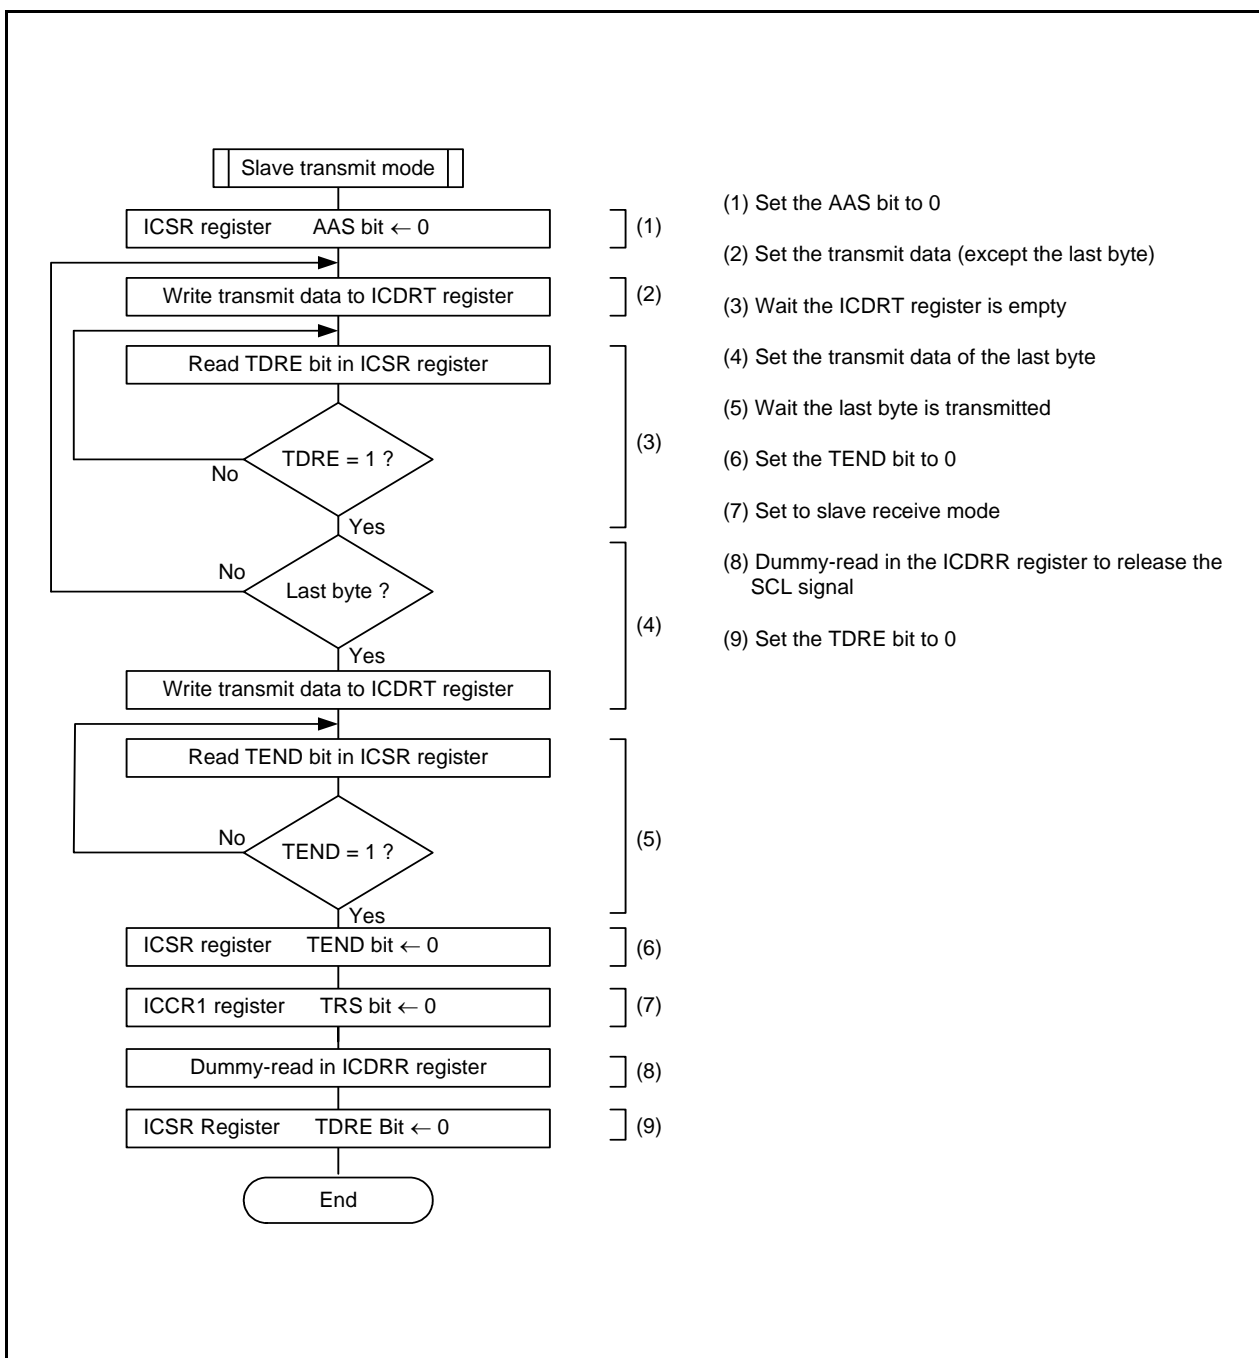 Slave transmit mode
ICSR register AAS bit ← 0
(1)
Write transmit data to ICDRT register
(2)
Read TDRE bit in ICSR register
TDRE = 1 ?
No
Yes
(3)
Last byte ?
No
Yes
Write transmit data to ICDRT register
(4)
Read TEND bit in ICSR register
TEND = 1 ?
No
Yes
(5)
ICSR register TEND bit ← 0
(6)
ICCR1 register TRS bit ← 0
(7)
Dummy-read in ICDRR register
(8)
ICSR Register TDRE Bit ← 0
(9)
End
(1) Set the AAS bit to 0
(2) Set the transmit data (except the last byte)
(3) Wait the ICDRT register is empty
(4) Set the transmit data of the last byte
(5) Wait the last byte is transmitted
(6) Set the TEND bit to 0
(7) Set to slave receive mode
(8) Dummy-read in the ICDRR register to release the
SCL signal
(9) Set the TDRE bit to 0